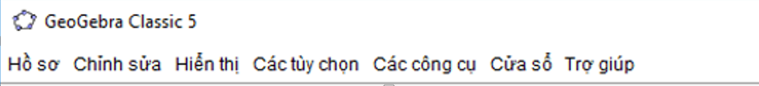 GeoGebra Classic 5
Hồ sơ Chỉnh sửa Hiển thị Các tùy chọn Các công cụ Cửa sổ Trợ giúp